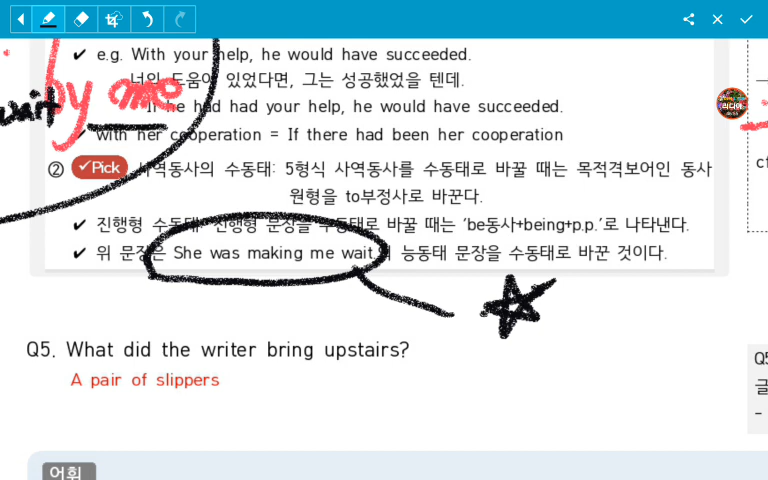 ✔ e.g. With your help, he would have succeeded.
너의 도움이 있었다면, 그는 성공했었을 텐데.
by me
wait
If he had had your help, he would have succeeded.
✔ with her cooperation = If there had been her cooperation
② ✓Pick 사역동사의 수동태: 5형식 사역동사를 수동태로 바꿀 때는 목적격보어인 동사
원형을 to부정사로 바꾼다.
✔ 진행형 수동태: 진행형 문장을 수동태로 바꿀 때는 ‘be동사+being+p.p.’로 나타낸다.
✔ 위 문장은 She was making me wait.의 능동태 문장을 수동태로 바꾼 것이다.
Q5. What did the writer bring upstairs?
A pair of slippers
Q5
글
-
어휘